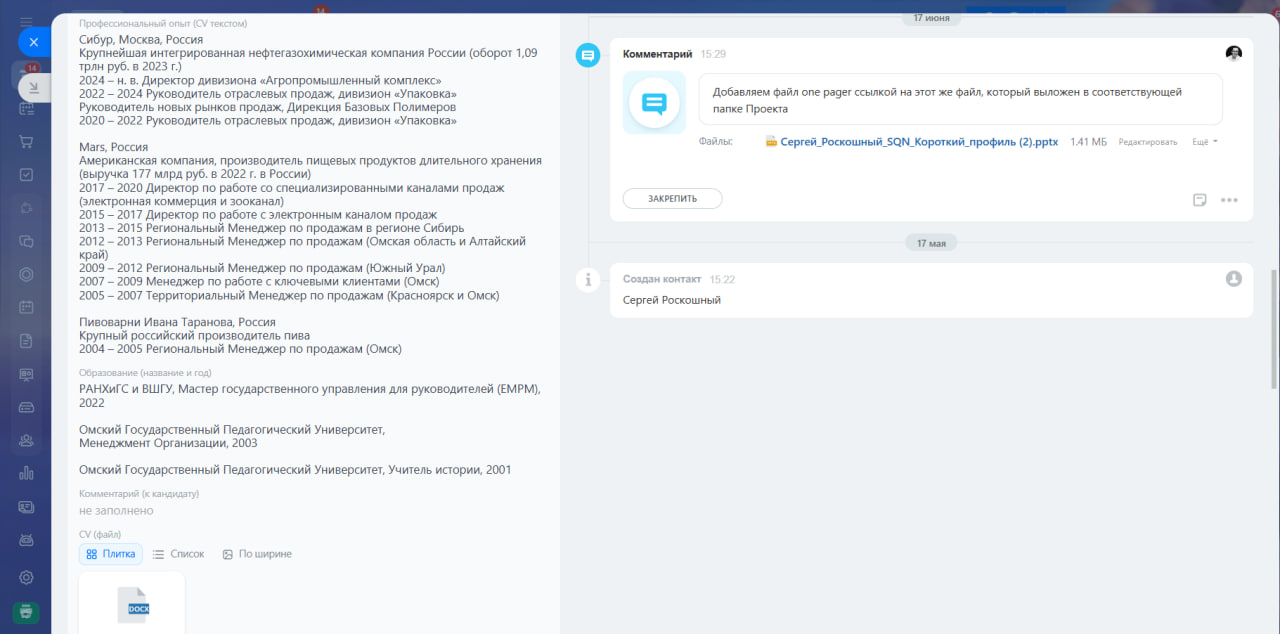 14
14
Профессиональный опыт (CV текстом)
Сибур, Москва, Россия
Крупнейшая интегрированная нефтегазохимическая компания России (оборот 1,09
трлн руб. в 2023 г.)
2024 – н. в. Директор дивизиона «Агропромышленный комплекс»
2022 – 2024 Руководитель отраслевых продаж, дивизион «Упаковка»
Руководитель новых рынков продаж, Дирекция Базовых Полимеров
2020 – 2022 Руководитель отраслевых продаж, дивизион «Упаковка»
Mars, Россия
Американская компания, производитель пищевых продуктов длительного хранения
(выручка 177 млрд руб. в 2022 г. в России)
2017 – 2020 Директор по работе со специализированными каналами продаж
(электронная коммерция и зооканал)
2015 – 2017 Директор по работе с электронным каналом продаж
2013 – 2015 Региональный Менеджер по продажам в регионе Сибирь
2012 – 2013 Региональный Менеджер по продажам (Омская область и Алтайский
край)
2009 – 2012 Региональный Менеджер по продажам (Южный Урал)
2007 – 2009 Менеджер по работе с ключевыми клиентами (Омск)
2005 – 2007 Территориальный Менеджер по продажам (Красноярск и Омск)
Пивоварни Ивана Таранова, Россия
Крупный российский производитель пива
2004 – 2005 Региональный Менеджер по продажам (Омск)
Образование (название и год)
РАНХиГС и ВШГУ, Мастер государственного управления для руководителей (EMPM),
2022
Омский Государственный Педагогический Университет,
Менеджмент Организации, 2003
Омский Государственный Педагогический Университет, Учитель истории, 2001
Комментарий (к кандидату)
не заполнено
CV (файл)
Плитка Список По ширине
DOCX
17 июня
Комментарий 15:29
Добавляем файл one pager ссылкой на этот же файл, который выложен в соответствующей
папке Проекта
Файлы: Сергей_Роскошный_SQN_Короткий_профиль (2).pptx 1.41 МБ Редактировать Ещё
ЗАКРЕПИТЬ
17 мая
Создан контакт 15:22
Сергей Роскошный